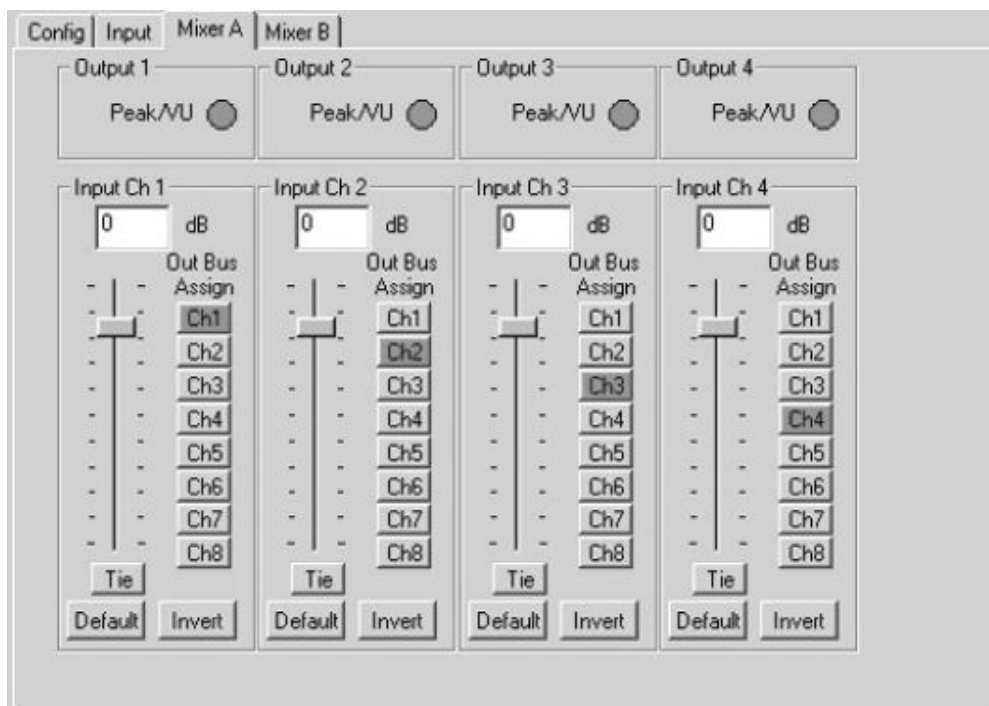 Config Input Mixer A Mixer B
Output 1 Output 2 Output 3 Output 4
Peak/VU Peak/VU Peak/VU Peak/VU
Input Ch 1 Input Ch 2 Input Ch 3 Input Ch 4
0 dB 0 dB 0 dB 0 dB
Out Bus Out Bus Out Bus Out Bus
Assign Assign Assign Assign
Ch1 Ch1 Ch1 Ch1
Ch2 Ch2 Ch2 Ch2
Ch3 Ch3 Ch3 Ch3
Ch4 Ch4 Ch4 Ch4
Ch5 Ch5 Ch5 Ch5
Ch6 Ch6 Ch6 Ch6
Ch7 Ch7 Ch7 Ch7
Ch8 Ch8 Ch8 Ch8
Tie Tie Tie Tie
Default Invert Default Invert Default Invert Default Invert